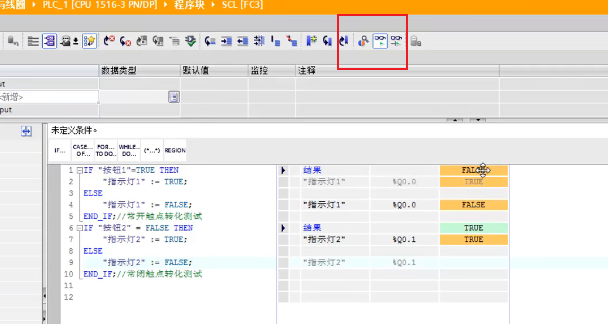 与线圈 ▸ PLC_1 [CPU 1516-3 PN/DP] ▸ 程序块 ▸ SCL [FC3]
数据类型 默认值 监控 注释
ut
<新增>
put
未定义条件。
IF... CASE... OF... FOR... TO DO... WHILE... DO... (*...*) REGION
1 IF "按钮1"=TRUE THEN 结果 FALSE
2 "指示灯1" := TRUE; "指示灯1" %Q0.0 TRUE
3 ELSE
4 "指示灯1" := FALSE; "指示灯1" %Q0.0 FALSE
5 END_IF;//常开触点转化测试
6 IF "按钮2" = FALSE THEN 结果 TRUE
7 "指示灯2" := TRUE; "指示灯2" %Q0.1 TRUE
8 ELSE
9 "指示灯2" := FALSE; "指示灯2" %Q0.1
10 END_IF;//常闭触点转化测试
11
12